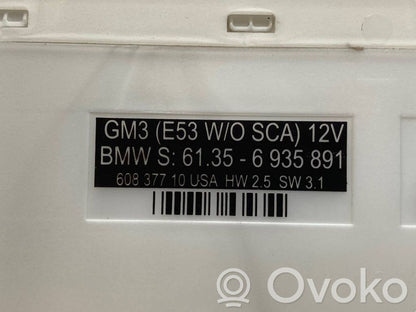 GM3 (E53 W/O SCA) 12V
BMW S: 61.35 - 6 935 891
608 377 10 USA HW 2.5 SW 3.1
Ovoko